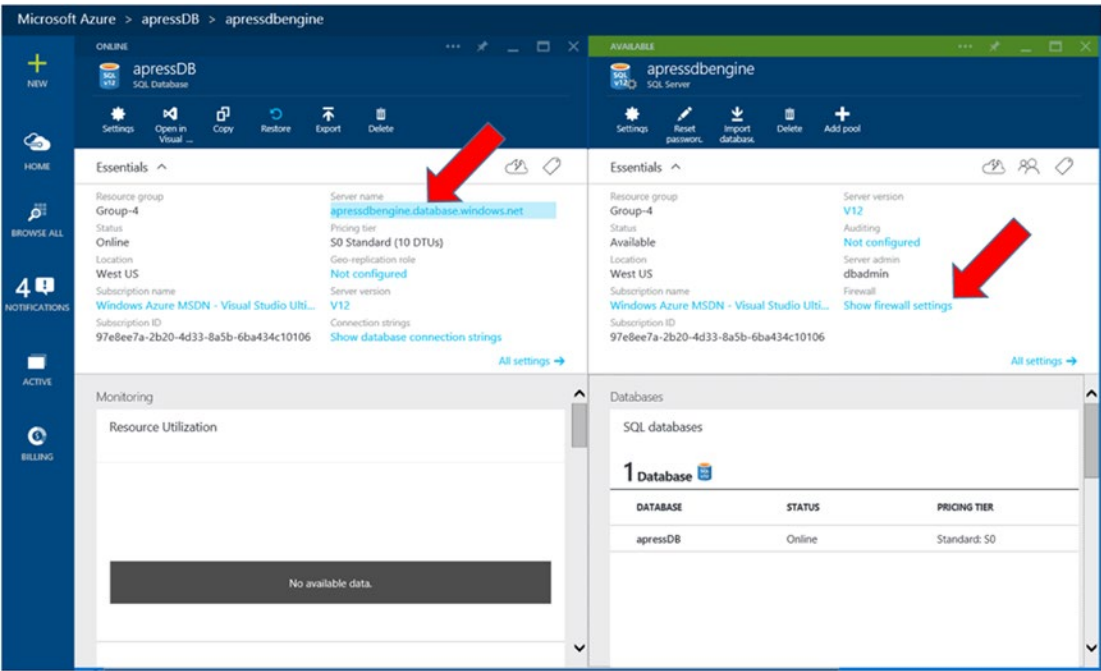 Microsoft Azure > apressDB > apressdbengine
NEW
HOME
BROWSE ALL
4
NOTIFICATIONS
ACTIVE
BILLING
ONLINE
SQL v12
apressDB
SQL Database
Settings
Open in Visual ...
Copy
Restore
Export
Delete
Essentials
Resource group
Group-4
Status
Online
Location
West US
Subscription name
Windows Azure MSDN - Visual Studio Ulti...
Subscription ID
97e8ee7a-2b20-4d33-8a5b-6ba434c10106
Server name
apressdbengine.database.windows.net
Pricing tier
S0 Standard (10 DTUs)
Geo-replication role
Not configured
Server version
V12
Connection strings
Show database connection strings
All settings →
Monitoring
Resource Utilization
No available data.
AVAILABLE
SQL v12
apressdbengine
SQL Server
Settings
Reset passworc
Import databasε
Delete
Add pool
Essentials
Resource group
Group-4
Status
Available
Location
West US
Subscription name
Windows Azure MSDN - Visual Studio Ulti...
Subscription ID
97e8ee7a-2b20-4d33-8a5b-6ba434c10106
Server version
V12
Auditing
Not configured
Server admin
dbadmin
Firewall
Show firewall settings
All settings →
Databases
SQL databases
1 Database
DATABASE STATUS PRICING TIER
apressDB Online Standard: S0